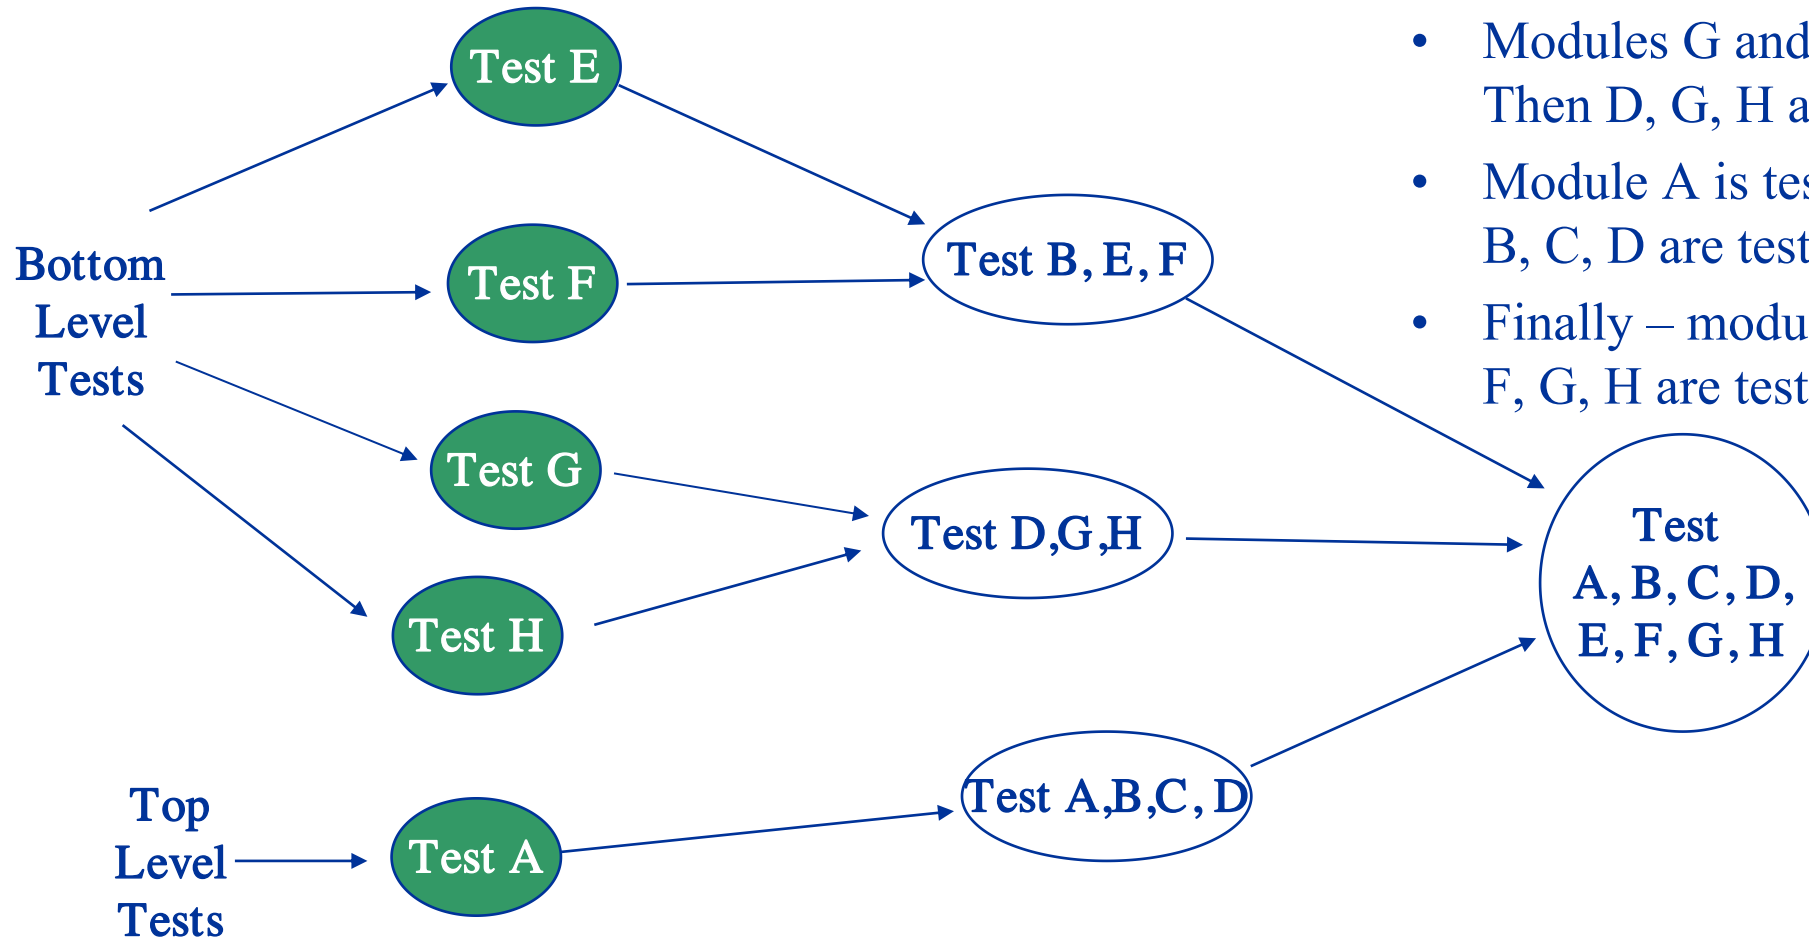 Test E
Test F
Test G
Test H
Bottom
Level
Tests
Test B, E, F
Test D,G,H
Top
Level
Tests
Test A
Test A,B,C, D
Test
A, B, C, D,
E, F, G, H
• Modules G and
Then D, G, H a
• Module A is tes
B, C, D are test
• Finally – modu
F, G, H are test